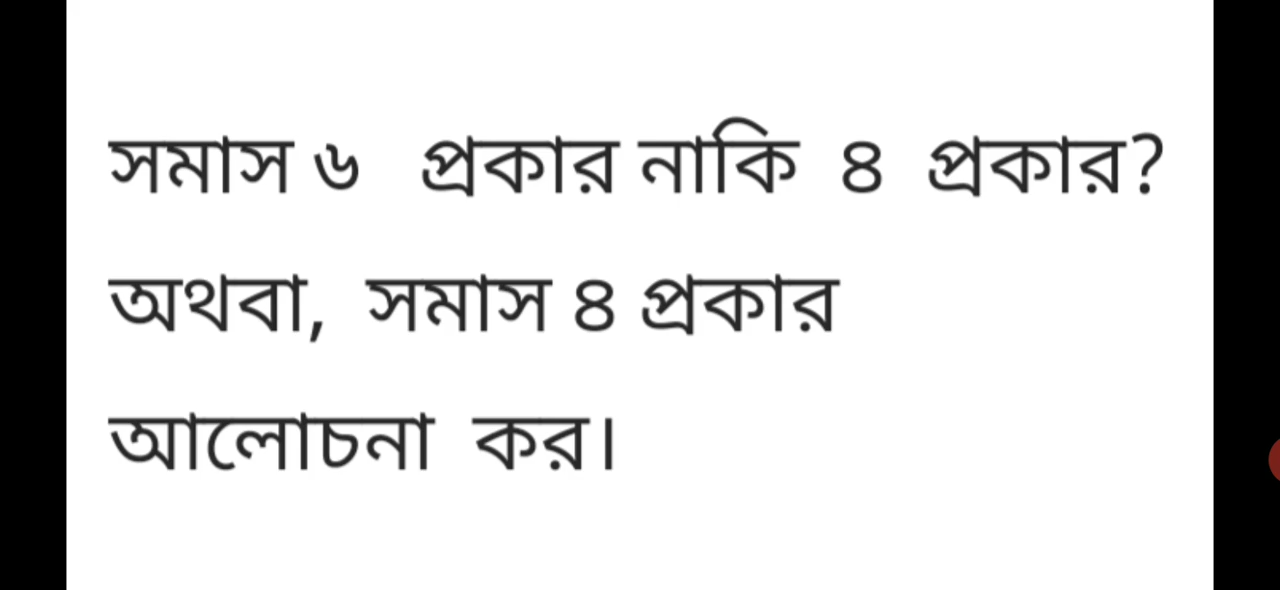 সমাস ৬ প্রকার নাকি ৪ প্রকার?
অথবা, সমাস ৪ প্রকার
আলোচনা কর।